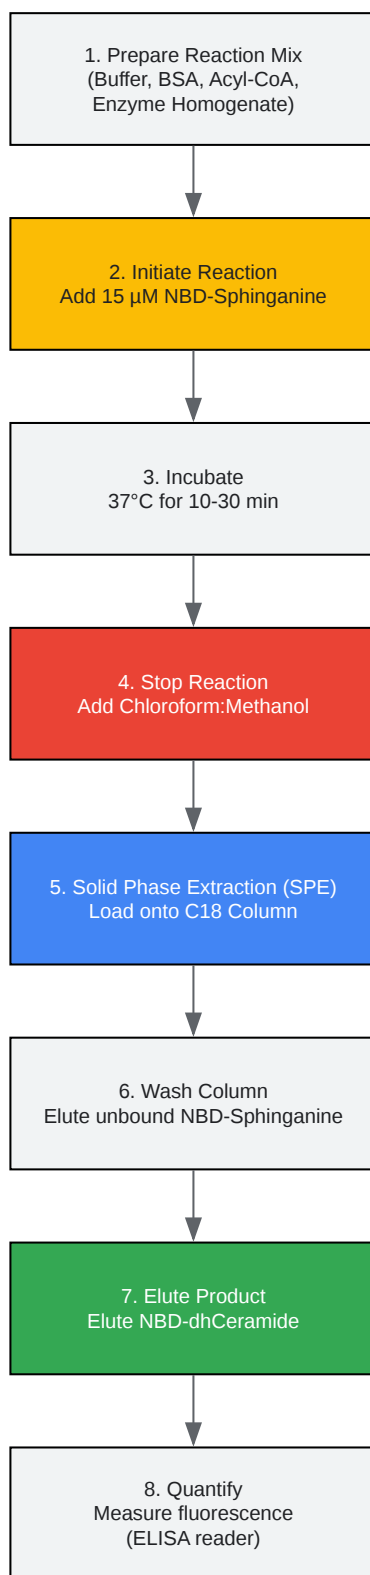 1. Prepare Reaction Mix
(Buffer, BSA, Acyl-CoA,
Enzyme Homogenate)
2. Initiate Reaction
Add 15 µM NBD-Sphinganine
3. Incubate
37°C for 10-30 min
4. Stop Reaction
Add Chloroform:Methanol
5. Solid Phase Extraction (SPE)
Load onto C18 Column
6. Wash Column
Elute unbound NBD-Sphinganine
7. Elute Product
Elute NBD-dhCeramide
8. Quantify
Measure fluorescence
(ELISA reader)